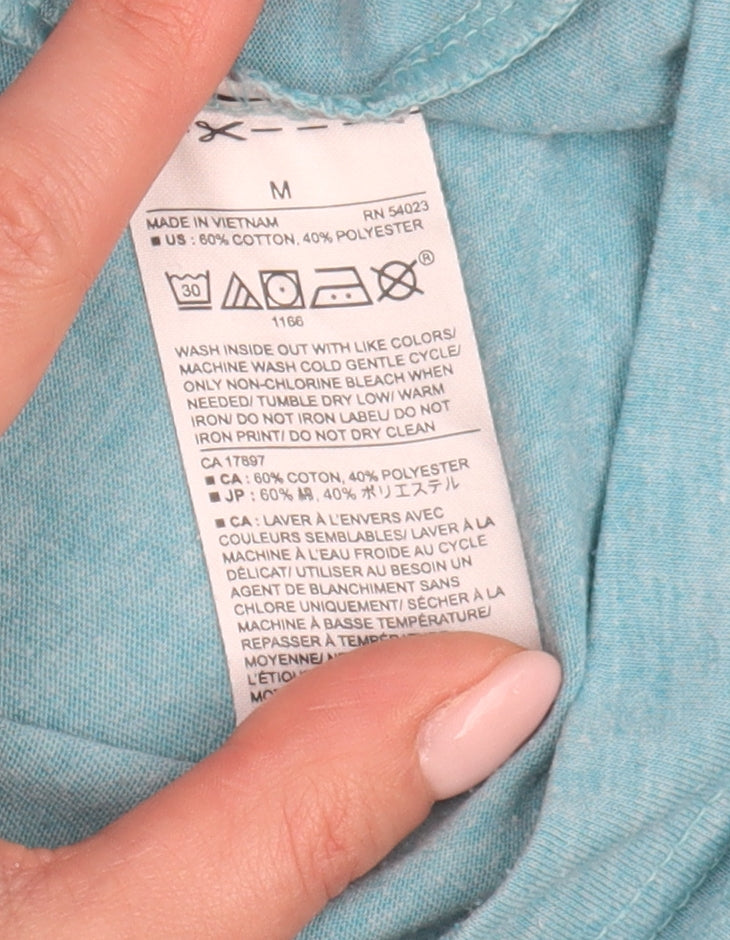 M
MADE IN VIETNAM RN 54023
■ US : 60% COTTON, 40% POLYESTER
30 ®
1166
WASH INSIDE OUT WITH LIKE COLORS/
MACHINE WASH COLD GENTLE CYCLE/
ONLY NON-CHLORINE BLEACH WHEN
NEEDED/ TUMBLE DRY LOW/ WARM
IRON/ DO NOT IRON LABEL/ DO NOT
IRON PRINT/ DO NOT DRY CLEAN
CA 17897
■ CA : 60% COTON, 40% POLYESTER
■ JP : 60% 綿, 40% ポリエステル
■ CA : LAVER À L'ENVERS AVEC
COULEURS SEMBLABLES/ LAVER À LA
MACHINE À L'EAU FROIDE AU CYCLE
DÉLICAT/ UTILISER AU BESOIN UN
AGENT DE BLANCHIMENT SANS
CHLORE UNIQUEMENT/ SÉCHER À LA
MACHINE À BASSE TEMPÉRATURE/
REPASSER À
MOYENNE/